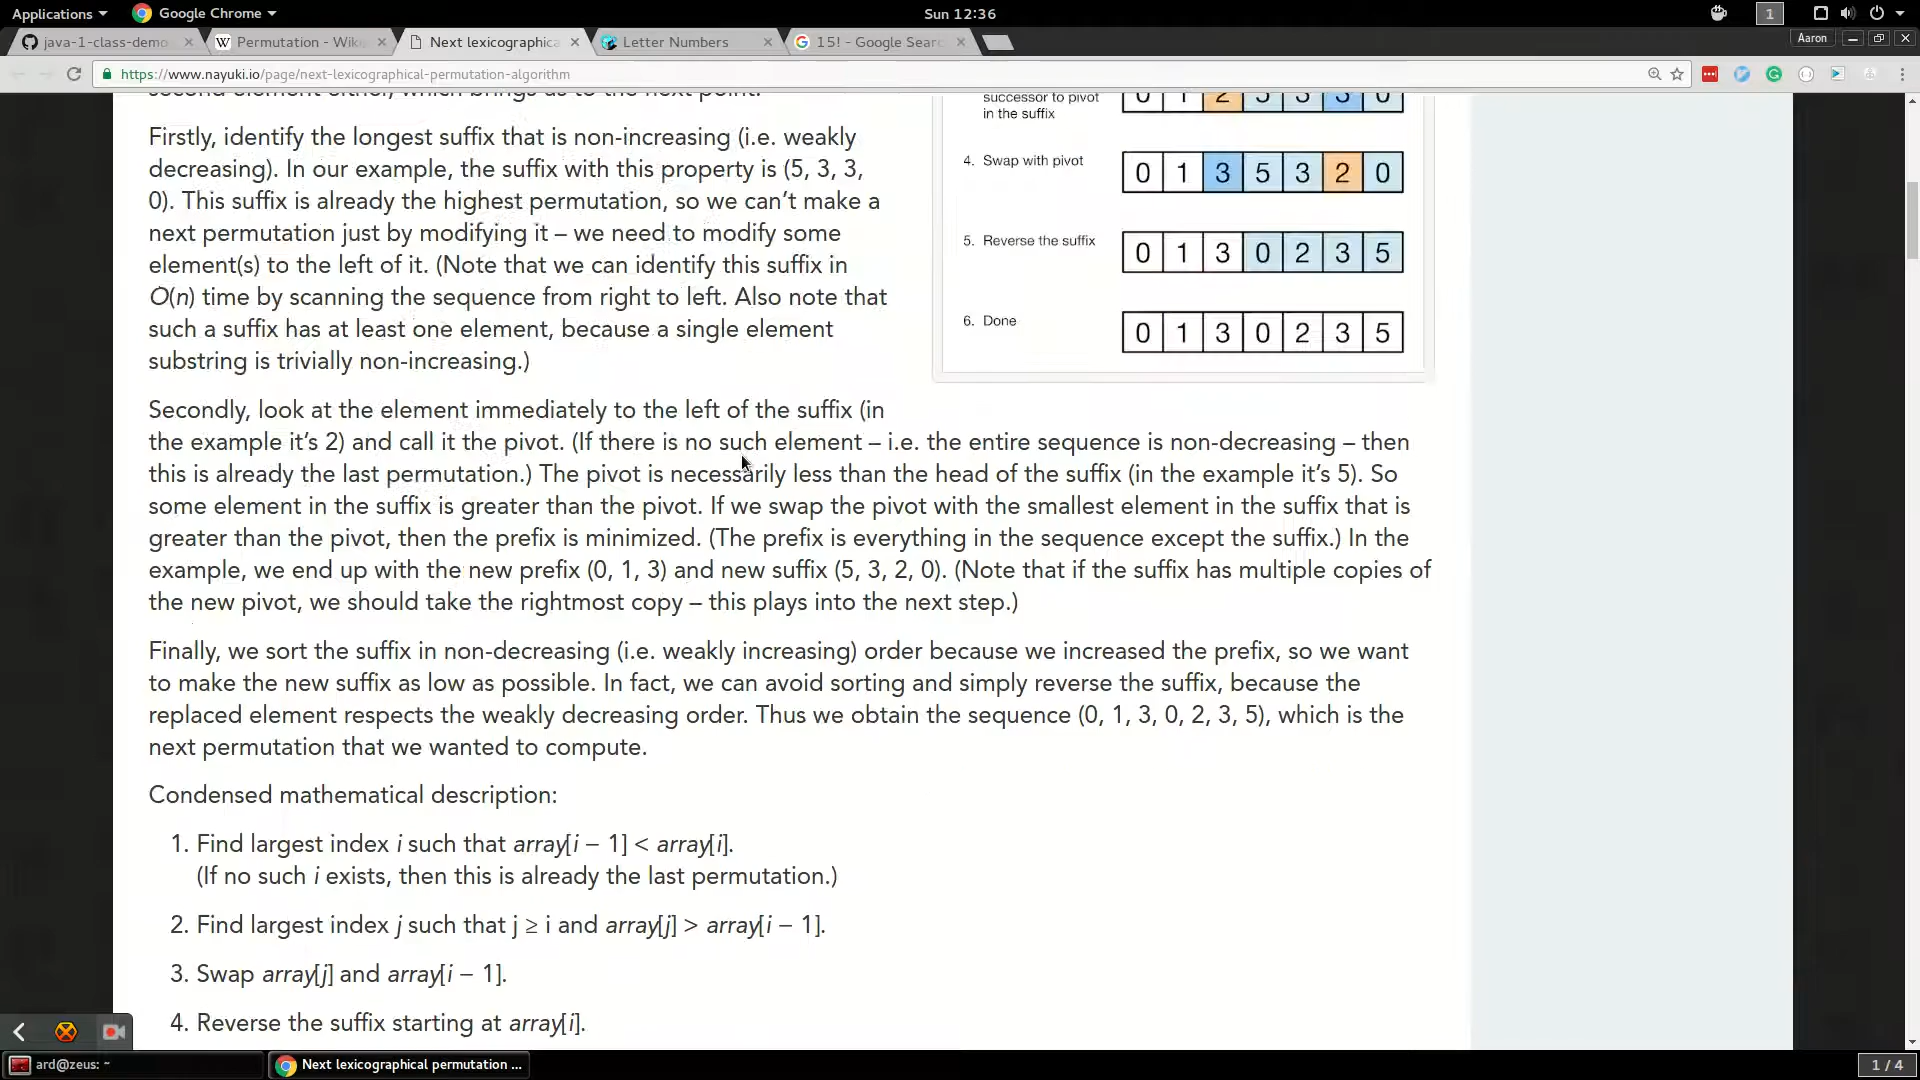 Applications
Google Chrome
Sun 12:36
1
java-1-class-demo
Permutation - Wiki
Next lexicographica
Letter Numbers
15! - Google Sear
Aaron
https://www.nayuki.io/page/next-lexicographical-permutation-algorithm
second element either, which brings us to the next point.
Firstly, identify the longest suffix that is non-increasing (i.e. weakly
decreasing). In our example, the suffix with this property is (5, 3, 3,
0). This suffix is already the highest permutation, so we can’t make a
next permutation just by modifying it – we need to modify some
element(s) to the left of it. (Note that we can identify this suffix in
O(n) time by scanning the sequence from right to left. Also note that
such a suffix has at least one element, because a single element
substring is trivially non-increasing.)
successor to pivot
in the suffix
0 1 2 5 3 3 0
4. Swap with pivot
0 1 3 5 3 2 0
5. Reverse the suffix
0 1 3 0 2 3 5
6. Done
0 1 3 0 2 3 5
Secondly, look at the element immediately to the left of the suffix (in
the example it’s 2) and call it the pivot. (If there is no such element – i.e. the entire sequence is non-decreasing – then
this is already the last permutation.) The pivot is necessarily less than the head of the suffix (in the example it’s 5). So
some element in the suffix is greater than the pivot. If we swap the pivot with the smallest element in the suffix that is
greater than the pivot, then the prefix is minimized. (The prefix is everything in the sequence except the suffix.) In the
example, we end up with the new prefix (0, 1, 3) and new suffix (5, 3, 2, 0). (Note that if the suffix has multiple copies of
the new pivot, we should take the rightmost copy – this plays into the next step.)
Finally, we sort the suffix in non-decreasing (i.e. weakly increasing) order because we increased the prefix, so we want
to make the new suffix as low as possible. In fact, we can avoid sorting and simply reverse the suffix, because the
replaced element respects the weakly decreasing order. Thus we obtain the sequence (0, 1, 3, 0, 2, 3, 5), which is the
next permutation that we wanted to compute.
Condensed mathematical description:
1. Find largest index i such that array[i − 1] < array[i].
(If no such i exists, then this is already the last permutation.)
2. Find largest index j such that j ≥ i and array[j] > array[i − 1].
3. Swap array[j] and array[i − 1].
4. Reverse the suffix starting at array[i].
ard@zeus: ~
Next lexicographical permutation ...
1 / 4